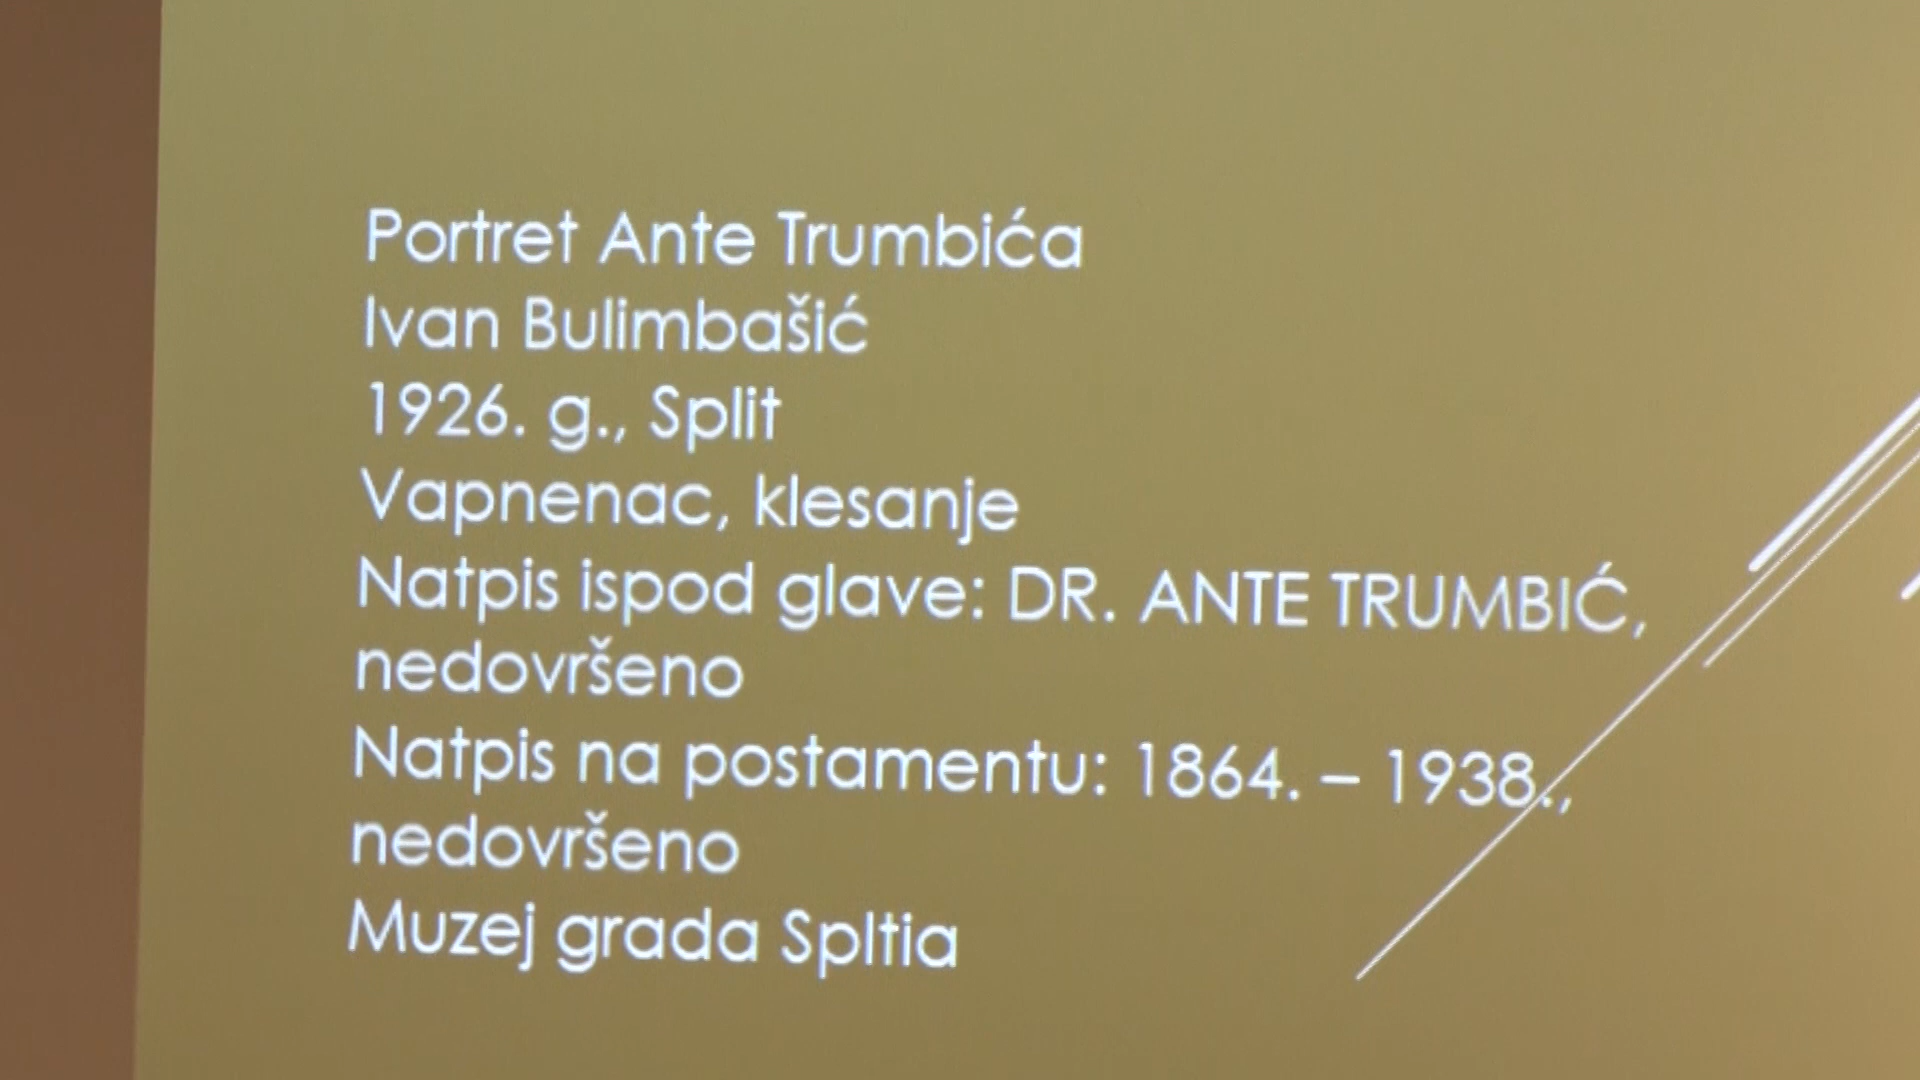 Portret Ante Trumbića
Ivan Bulimbašić
1926. g., Split
Vapnenac, klesanje
Natpis ispod glave: DR. ANTE TRUMBIĆ,
nedovršeno
Natpis na postamentu: 1864. – 1938.,
nedovršeno
Muzej grada Spltia